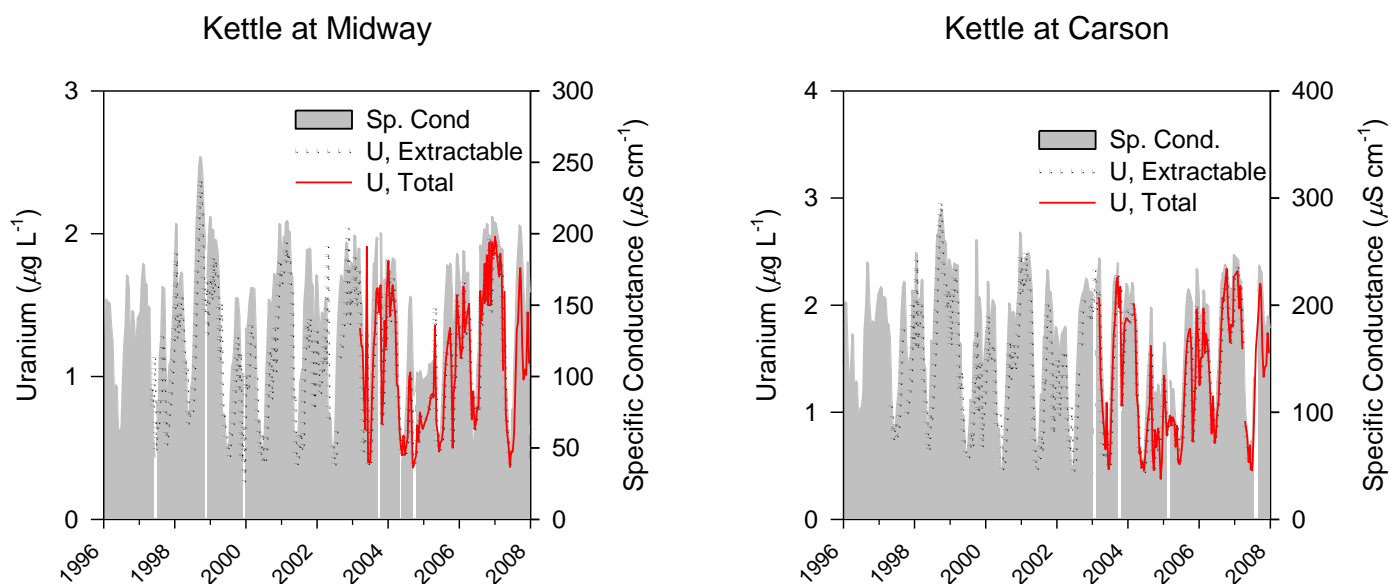 Kettle at Midway
Kettle at Carson
3
2
1
0
Uranium (µg L⁻¹)
300
250
200
150
100
50
0
Specific Conductance (µS cm⁻¹)
Sp. Cond
U, Extractable
U, Total
1996
1998
2000
2002
2004
2006
2008
4
3
2
1
0
Uranium (µg L⁻¹)
400
300
200
100
0
Specific Conductance (µS cm⁻¹)
Sp. Cond.
U, Extractable
U, Total
1996
1998
2000
2002
2004
2006
2008